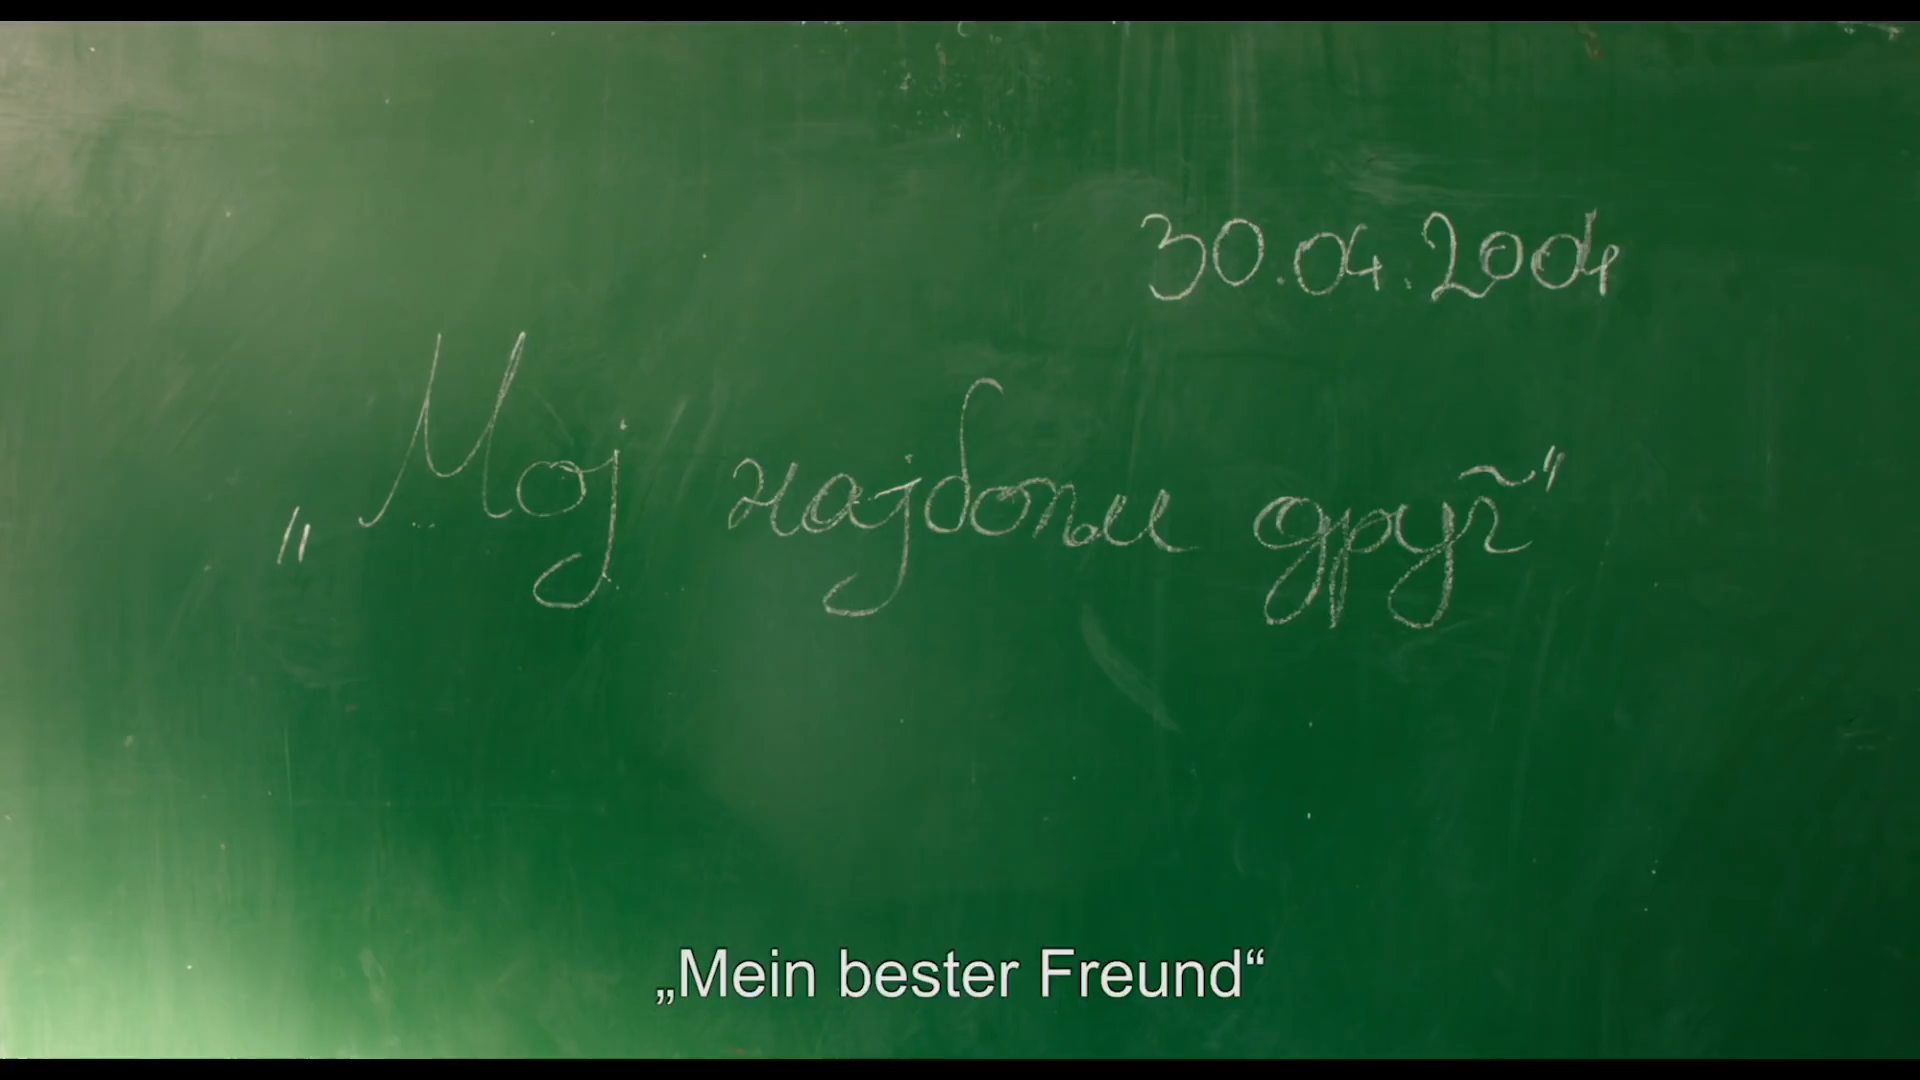 30.04.2004
„Мој најбољи друг"
„Mein bester Freund“